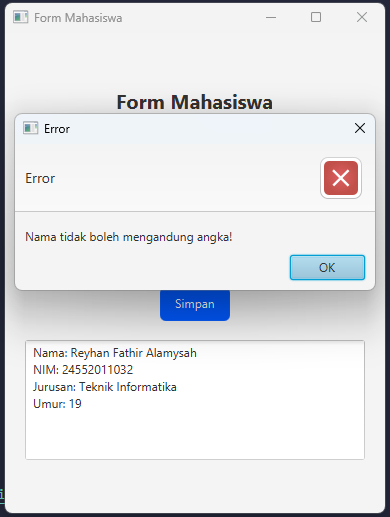 Form Mahasiswa
Form Mahasiswa
Error
Error
Nama tidak boleh mengandung angka!
OK
Simpan
Nama: Reyhan Fathir Alamysah
NIM: 24552011032
Jurusan: Teknik Informatika
Umur: 19